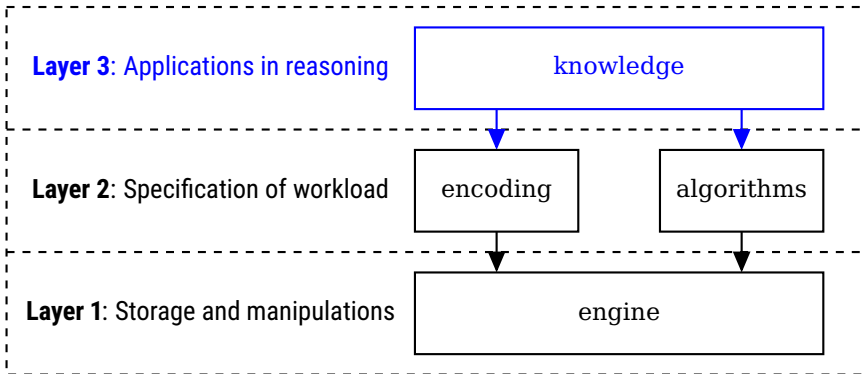 Layer 3: Applications in reasoning
knowledge
Layer 2: Specification of workload
encoding
algorithms
Layer 1: Storage and manipulations
engine